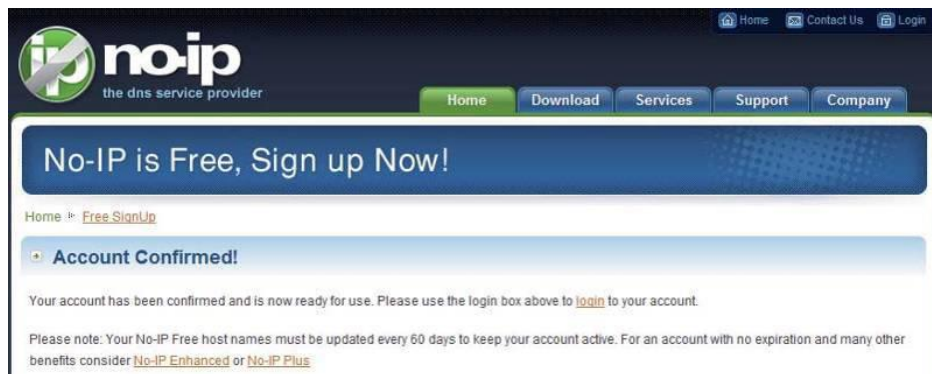 Home Contact Us Login
no-ip
the dns service provider
Home Download Services Support Company
No-IP is Free, Sign up Now!
Home Free SignUp
Account Confirmed!
Your account has been confirmed and is now ready for use. Please use the login box above to login to your account.
Please note: Your No-IP Free host names must be updated every 60 days to keep your account active. For an account with no expiration and many other
benefits consider No-IP Enhanced or No-IP Plus